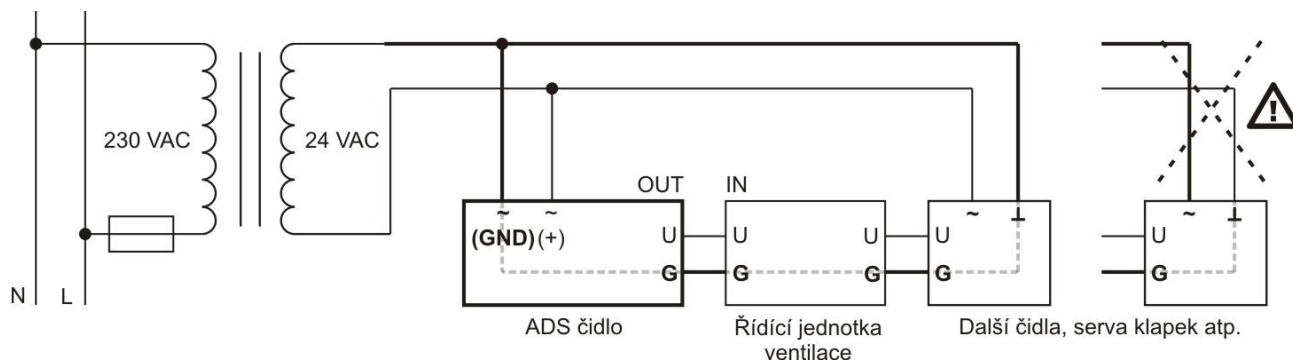 230 VAC
24 VAC
N
L
OUT
IN
~
~
(GND)
(+)
U
G
U
G
U
G
~
⊥
U
G
~
⊥
U
G
!
ADS čidlo
Řídící jednotka
ventilace
Další čidla, serva klapek atp.